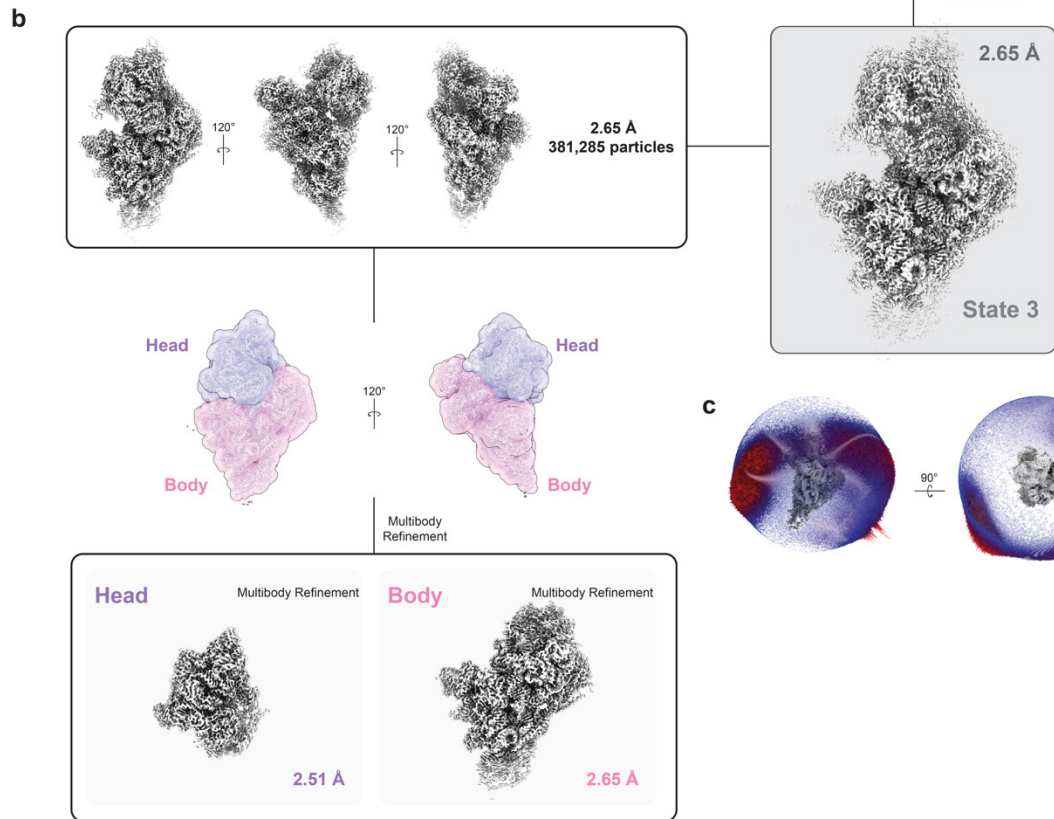 b
120°
120°
2.65 Å
381,285 particles
2.65 Å
State 3
Head
120°
Head
Body
Body
Multibody
Refinement
Head
Multibody Refinement
2.51 Å
Body
Multibody Refinement
2.65 Å
c
90°